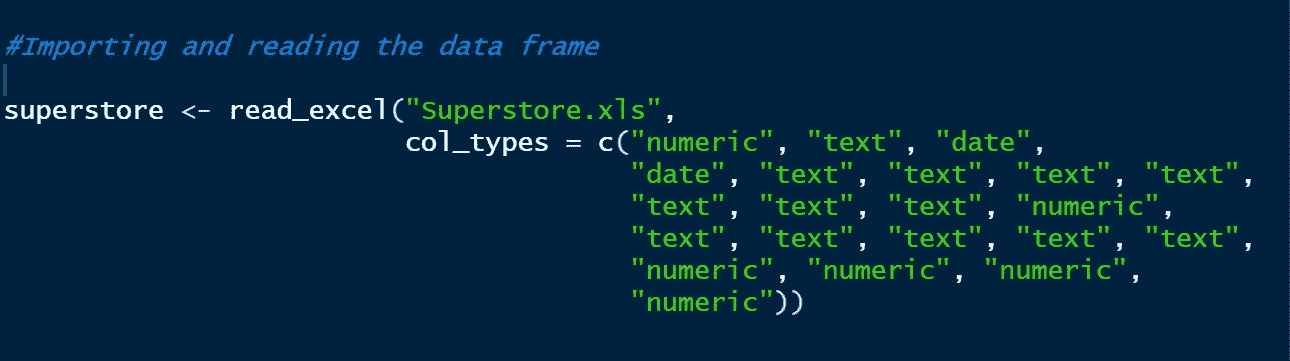 #Importing and reading the data frame
superstore <- read_excel("Superstore.xls",
col_types = c("numeric", "text", "date",
"date", "text", "text", "text", "text",
"text", "text", "text", "numeric",
"text", "text", "text", "text", "text",
"numeric", "numeric", "numeric",
"numeric"))